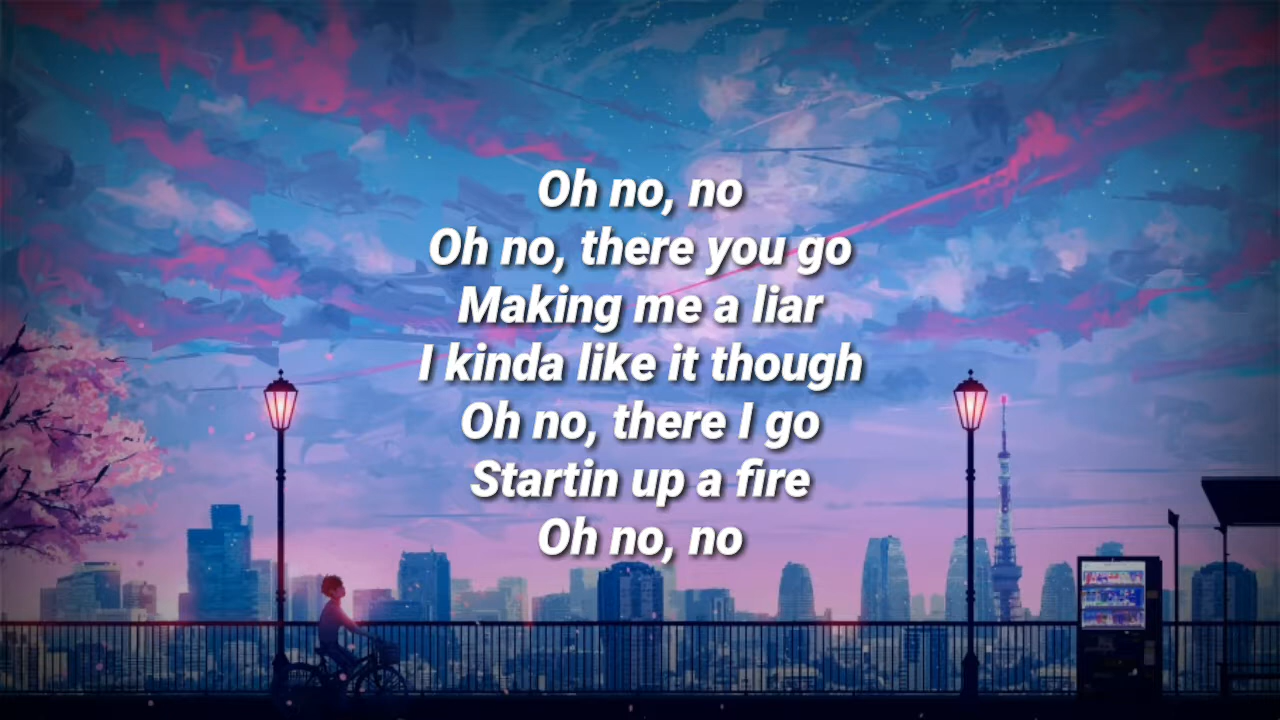 Oh no, no
Oh no, there you go
Making me a liar
I kinda like it though
Oh no, there I go
Startin up a fire
Oh no, no